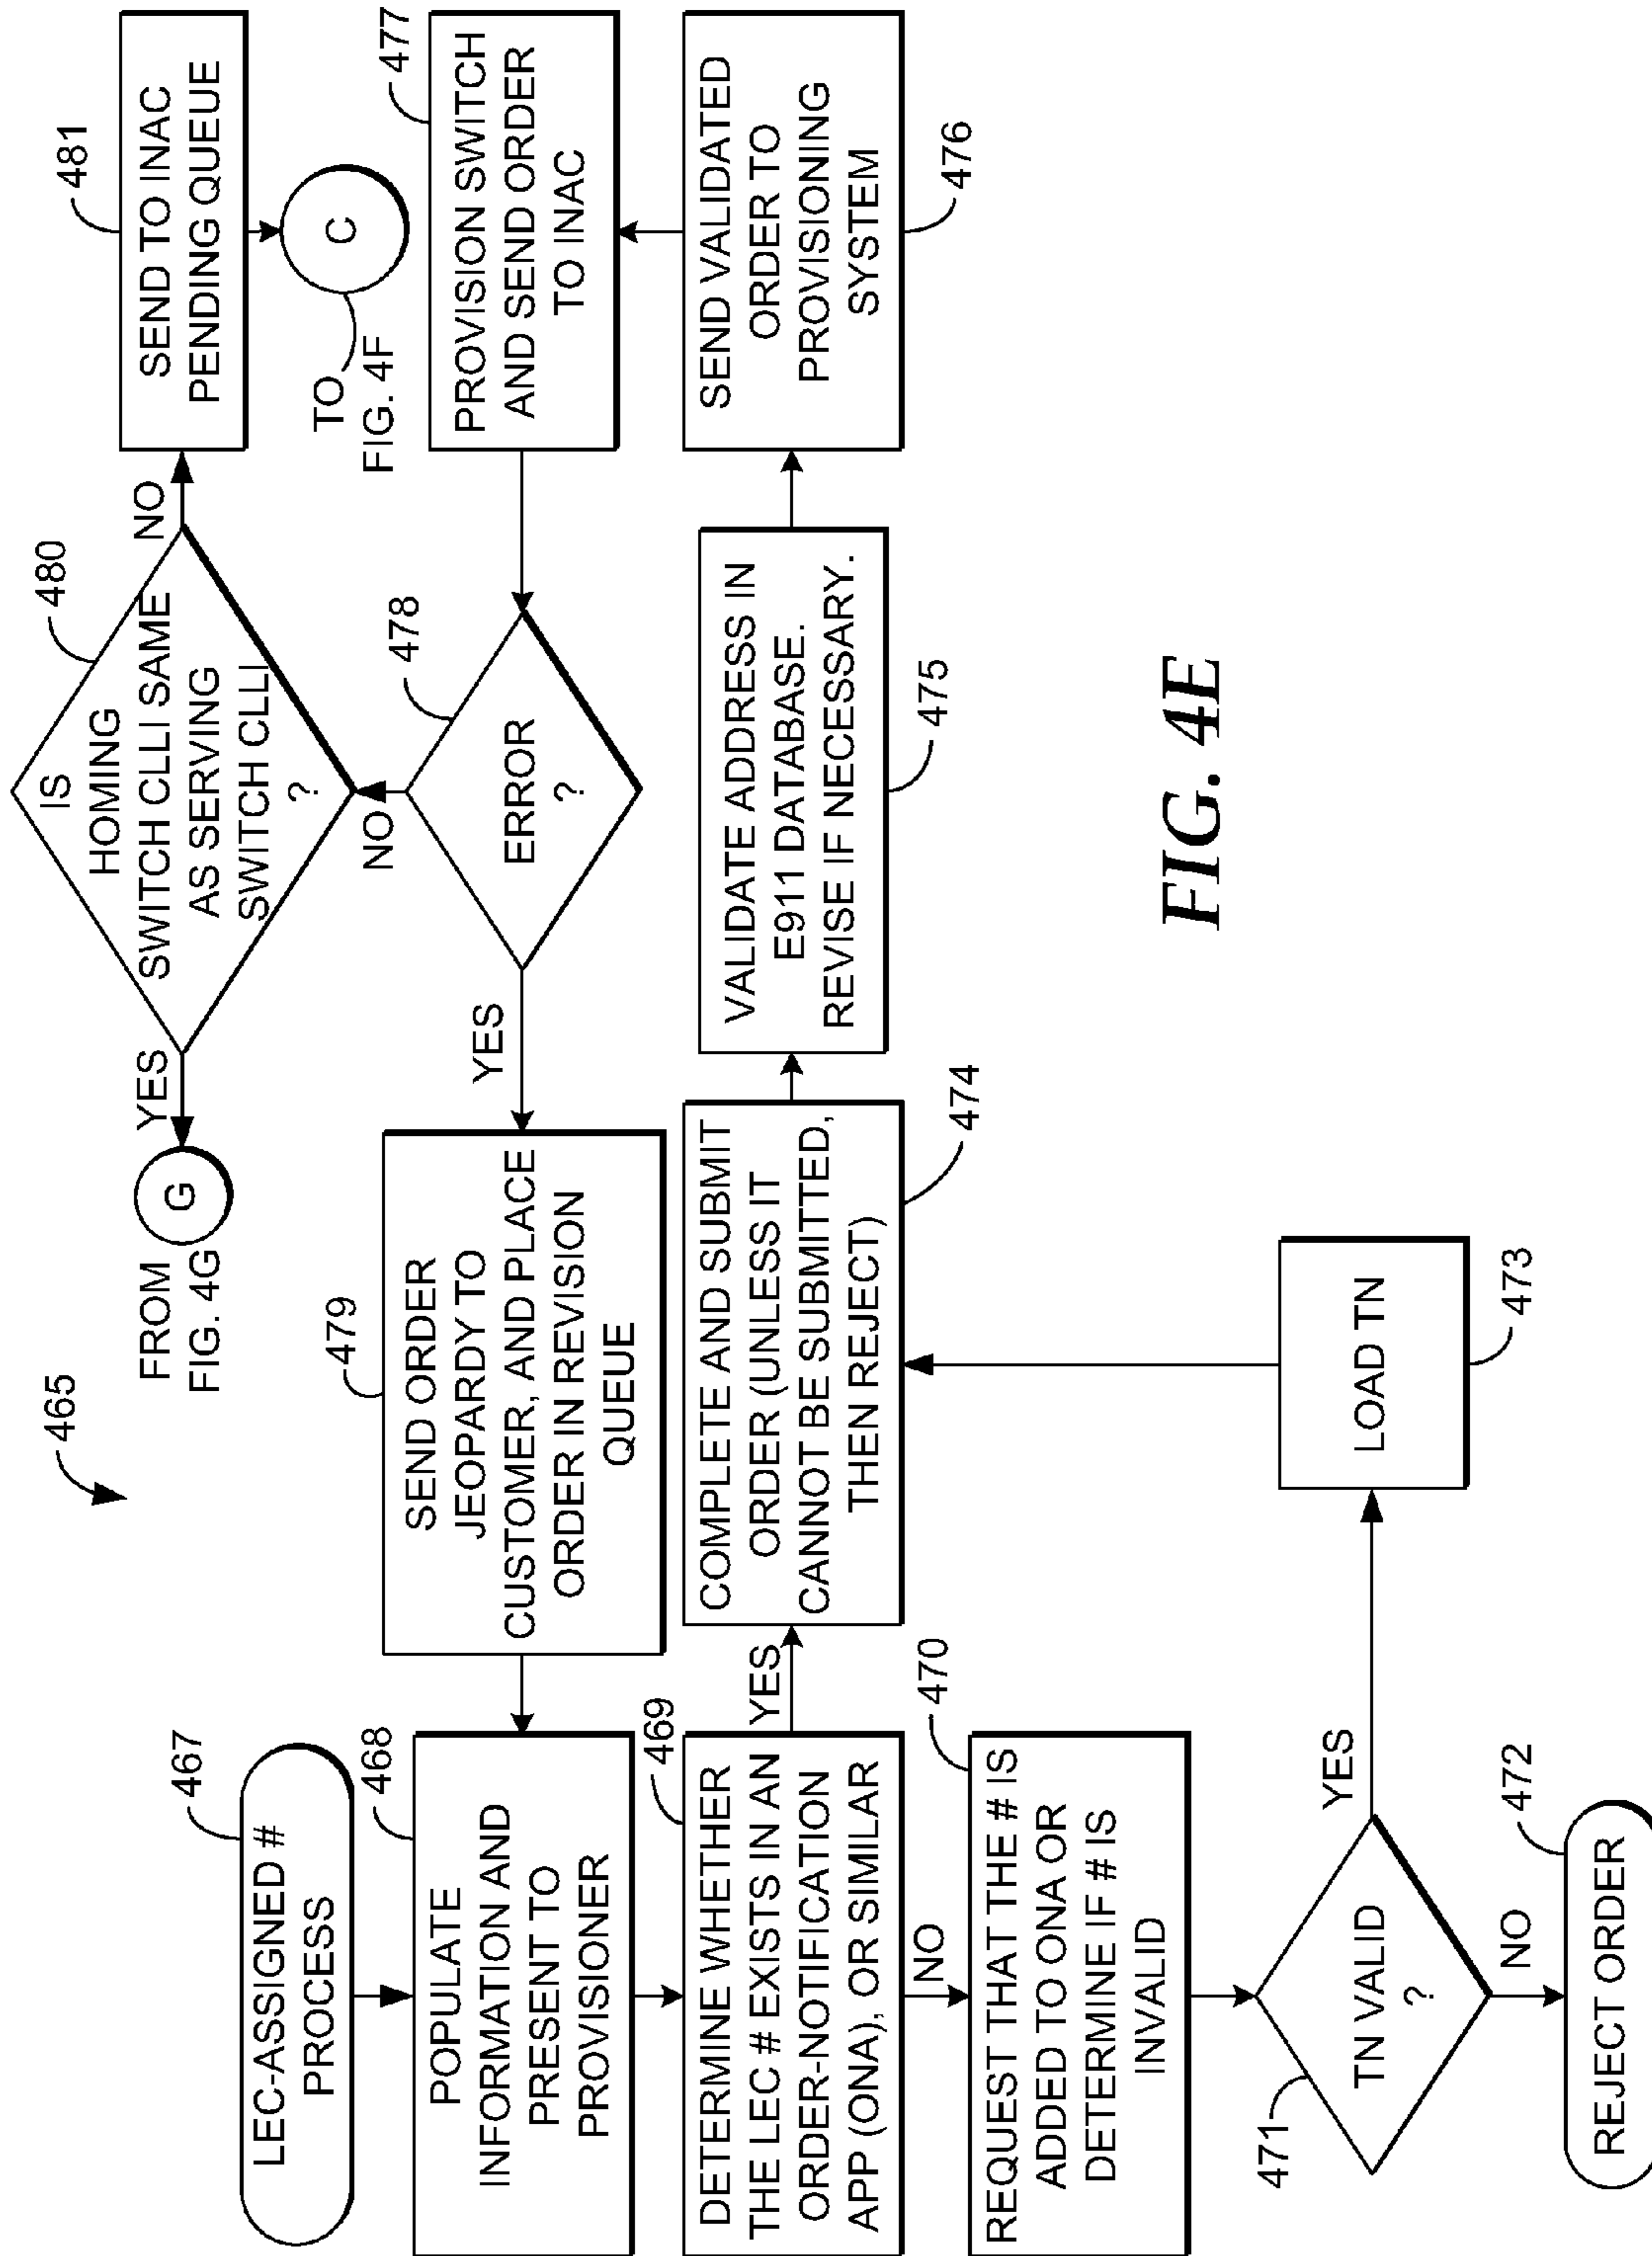 465
467
LEC-ASSIGNED #
PROCESS
468
POPULATE
INFORMATION AND
PRESENT TO
PROVISIONER
469
DETERMINE WHETHER
THE LEC # EXISTS IN AN
ORDER-NOTIFICATION
APP (ONA), OR SIMILAR
YES
NO
470
REQUEST THAT THE # IS
ADDED TO ONA OR
DETERMINE IF # IS
INVALID
471
TN VALID
?
YES
NO
472
REJECT ORDER
473
LOAD TN
474
COMPLETE AND SUBMIT
ORDER (UNLESS IT
CANNOT BE SUBMITTED,
THEN REJECT)
475
VALIDATE ADDRESS IN
E911 DATABASE.
REVISE IF NECESSARY.
476
SEND VALIDATED
ORDER TO
PROVISIONING
SYSTEM
477
PROVISION SWITCH
AND SEND ORDER
TO INAC
478
ERROR
?
YES
NO
479
SEND ORDER
JEOPARDY TO
CUSTOMER, AND PLACE
ORDER IN REVISION
QUEUE
480
IS
HOMING
SWITCH CLLI SAME
AS SERVING
SWITCH CLLI
?
YES
G
FROM
FIG. 4G
NO
481
SEND TO INAC
PENDING QUEUE
C
TO
FIG. 4F
FIG. 4E